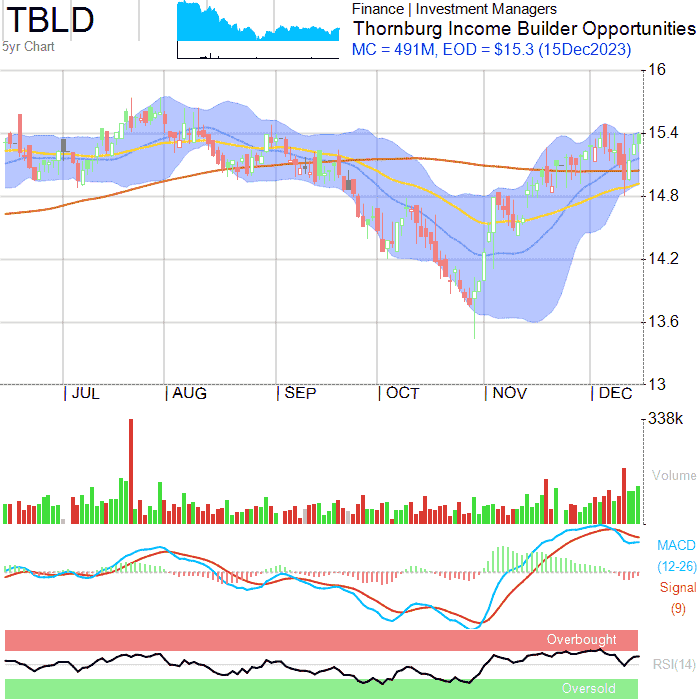 TBLD
5yr Chart
Finance | Investment Managers
Thornburg Income Builder Opportunities
MC = 491M, EOD = $15.3 (15Dec2023)
16
15.4
14.8
14.2
13.6
13
| JUL | AUG | SEP | OCT | NOV | DEC
338k
Volume
MACD
(12-26)
Signal
(9)
Overbought
RSI(14)
Oversold